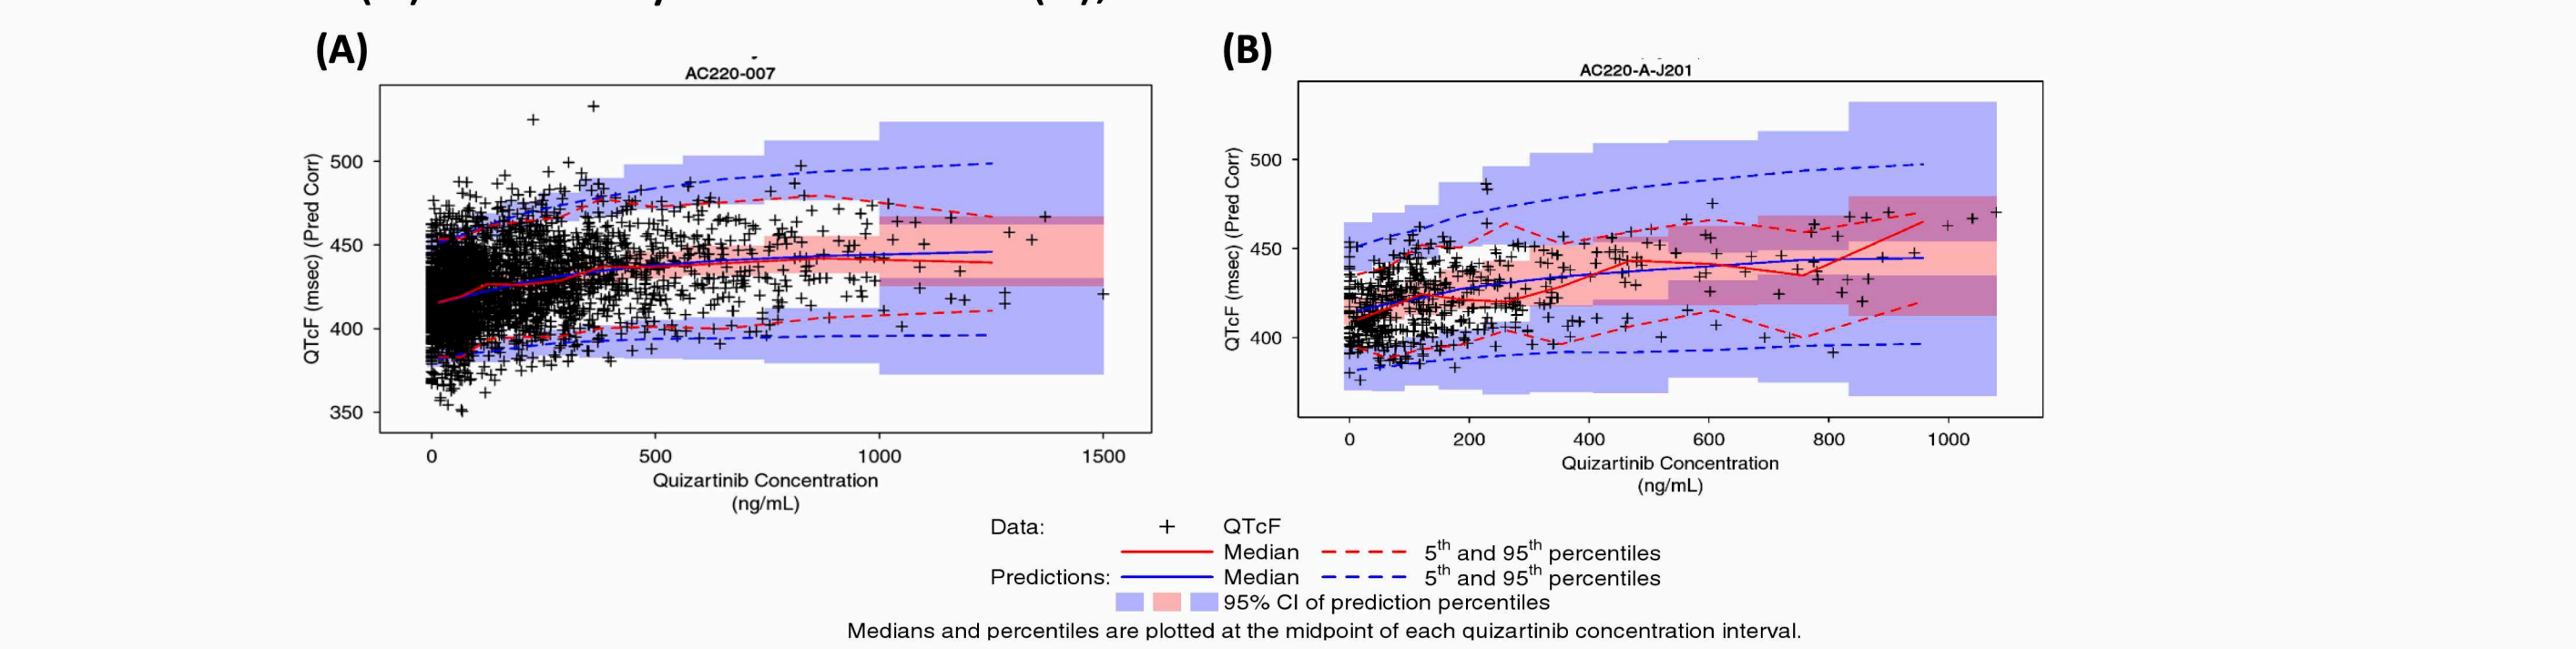 (A)
AC220-007
QTcF (msec) (Pred Corr)
500
450
400
350
0 500 1000 1500
Quizartinib Concentration
(ng/mL)
(B)
AC220-A-J201
QTcF (msec) (Pred Corr)
500
450
400
0 200 400 600 800 1000
Quizartinib Concentration
(ng/mL)
Data: + QTcF
Median 5th and 95th percentiles
Predictions: Median 5th and 95th percentiles
95% CI of prediction percentiles
Medians and percentiles are plotted at the midpoint of each quizartinib concentration interval.